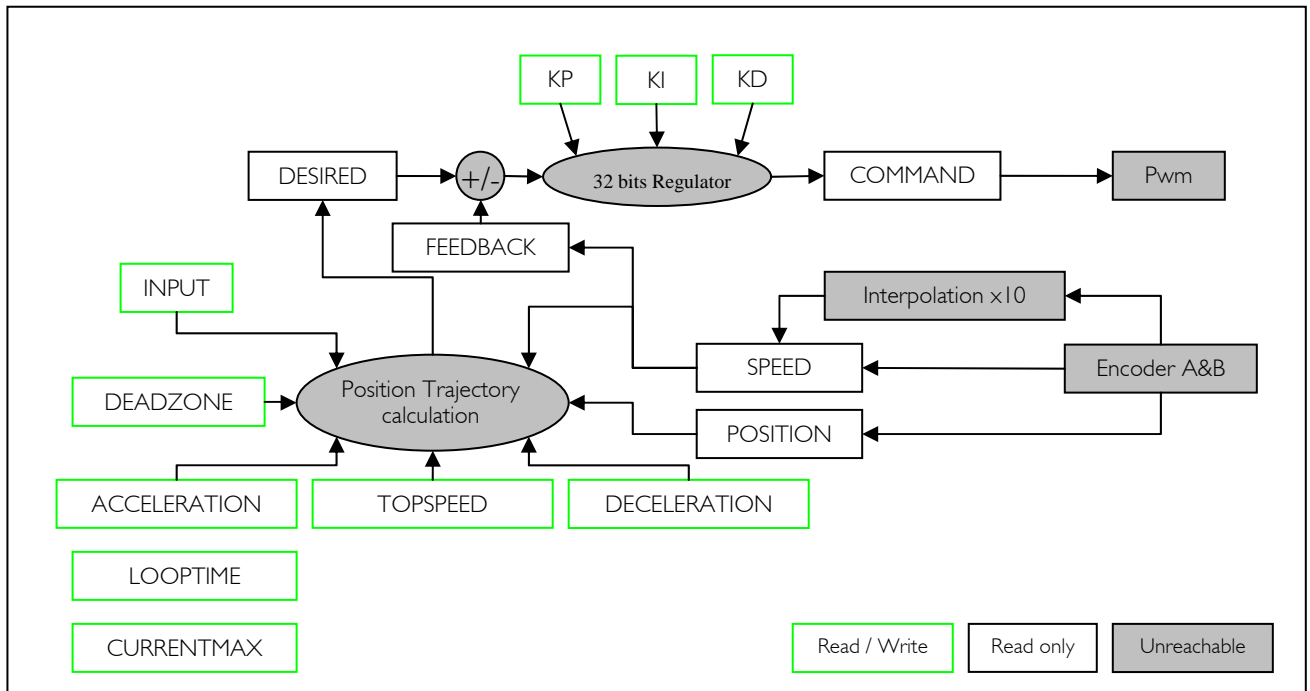 KP
KI
KD
DESIRED
+/-
32 bits Regulator
COMMAND
Pwm
FEEDBACK
INPUT
Interpolation x10
SPEED
Encoder A&B
DEADZONE
Position Trajectory
calculation
POSITION
ACCELERATION
TOPSPEED
DECELERATION
LOOPTIME
CURRENTMAX
Read / Write
Read only
Unreachable